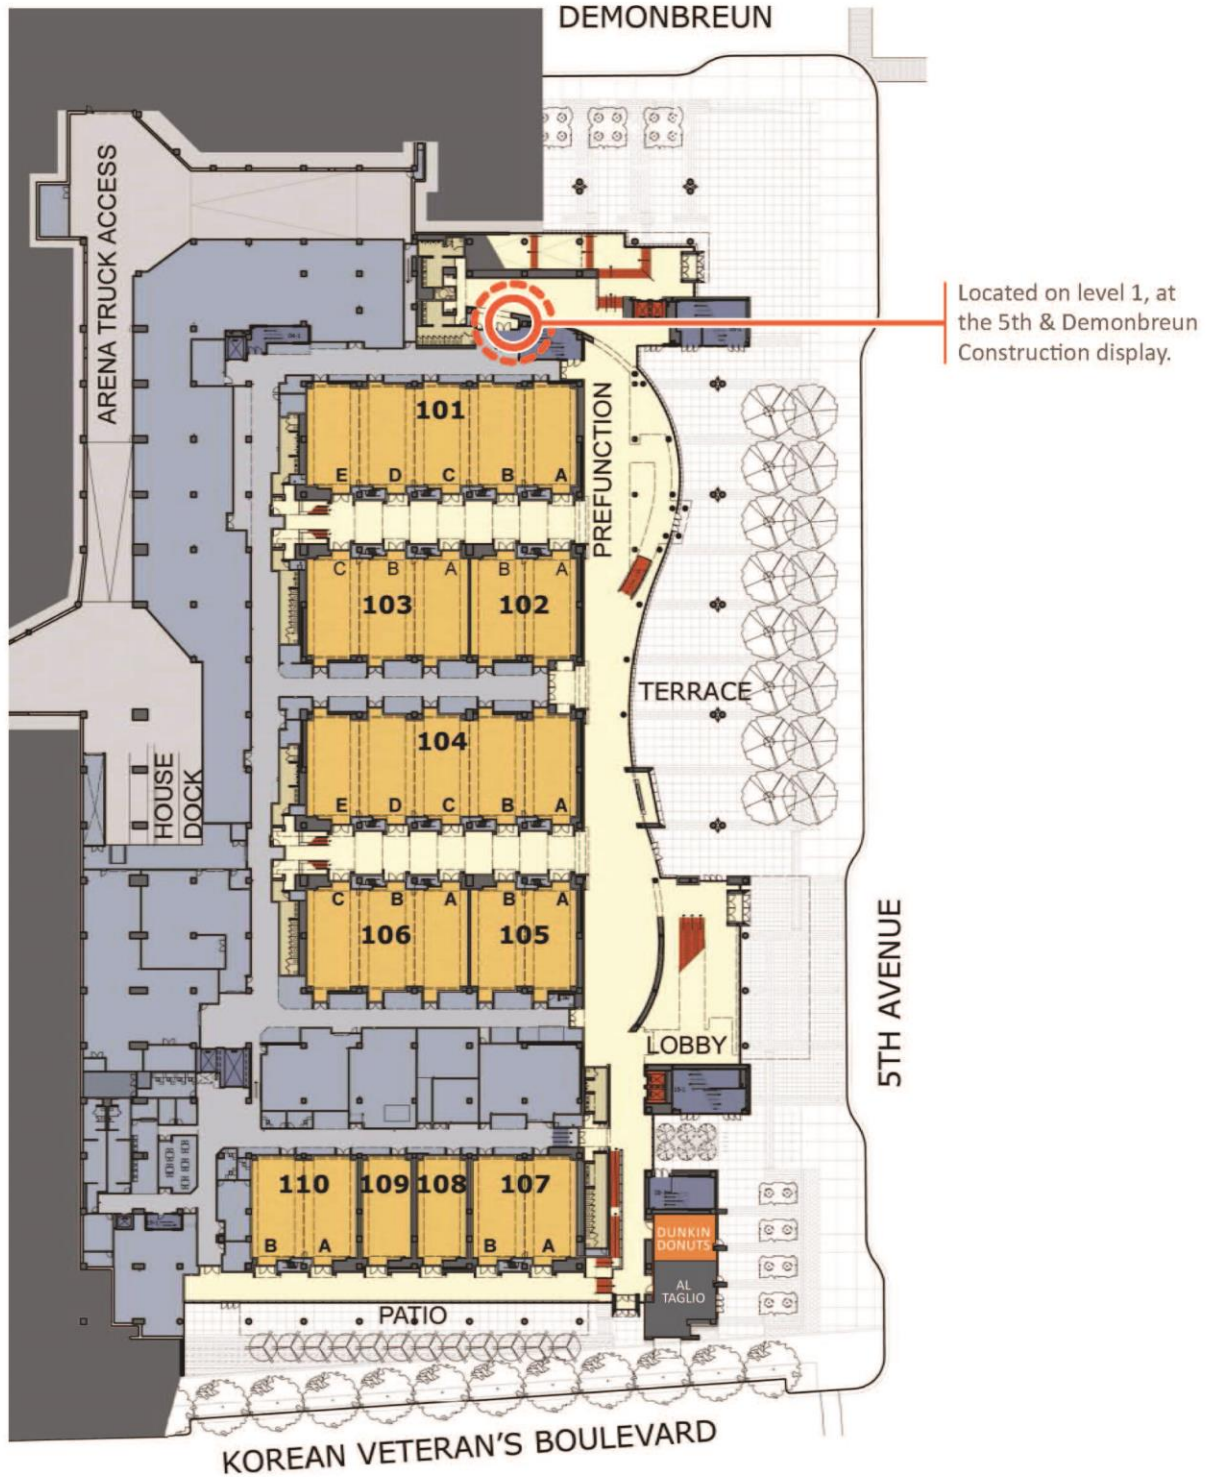 DEMONBREUN
ARENA TRUCK ACCESS
Located on level 1, at
the 5th & Demonbreun
Construction display.
101
E D C B A
PREFUNCTION
C B A B A
103 102
TERRACE
104
E D C B A
HOUSE
DOCK
C B A B A
106 105
5TH AVENUE
LOBBY
110 109 108 107
B A B A
DUNKIN
DONUTS
AL
TAGLIO
PATIO
KOREAN VETERAN'S BOULEVARD